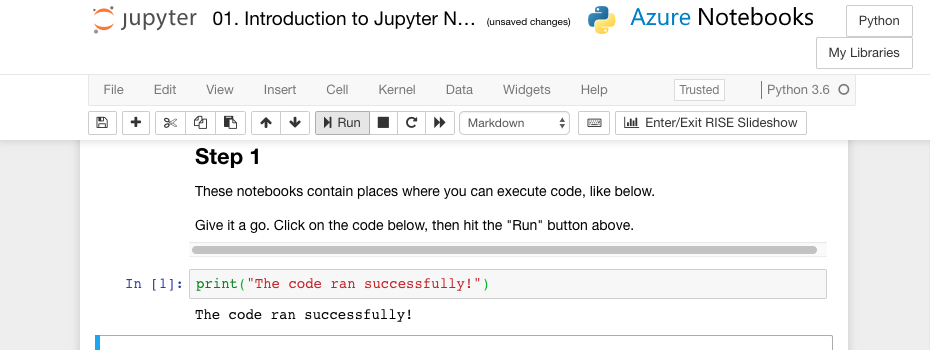 jupyter 01. Introduction to Jupyter N... (unsaved changes) Azure Notebooks Python
My Libraries
File Edit View Insert Cell Kernel Data Widgets Help Trusted Python 3.6
Run Markdown Enter/Exit RISE Slideshow
Step 1
These notebooks contain places where you can execute code, like below.
Give it a go. Click on the code below, then hit the "Run" button above.
In [1]: print("The code ran successfully!")
The code ran successfully!